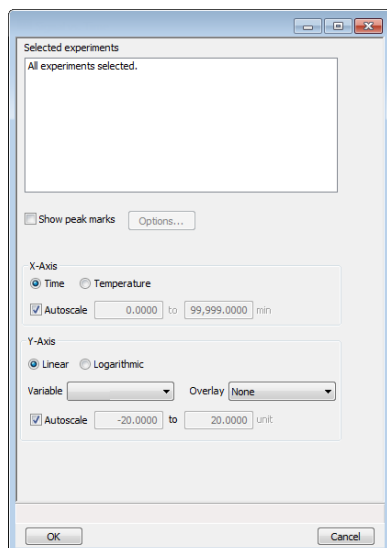 Selected experiments
All experiments selected.
Show peak marks Options...
X-Axis
Time Temperature
Autoscale 0.0000 to 99,999.0000 min
Y-Axis
Linear Logarithmic
Variable Overlay None
Autoscale -20.0000 to 20.0000 unit
OK Cancel